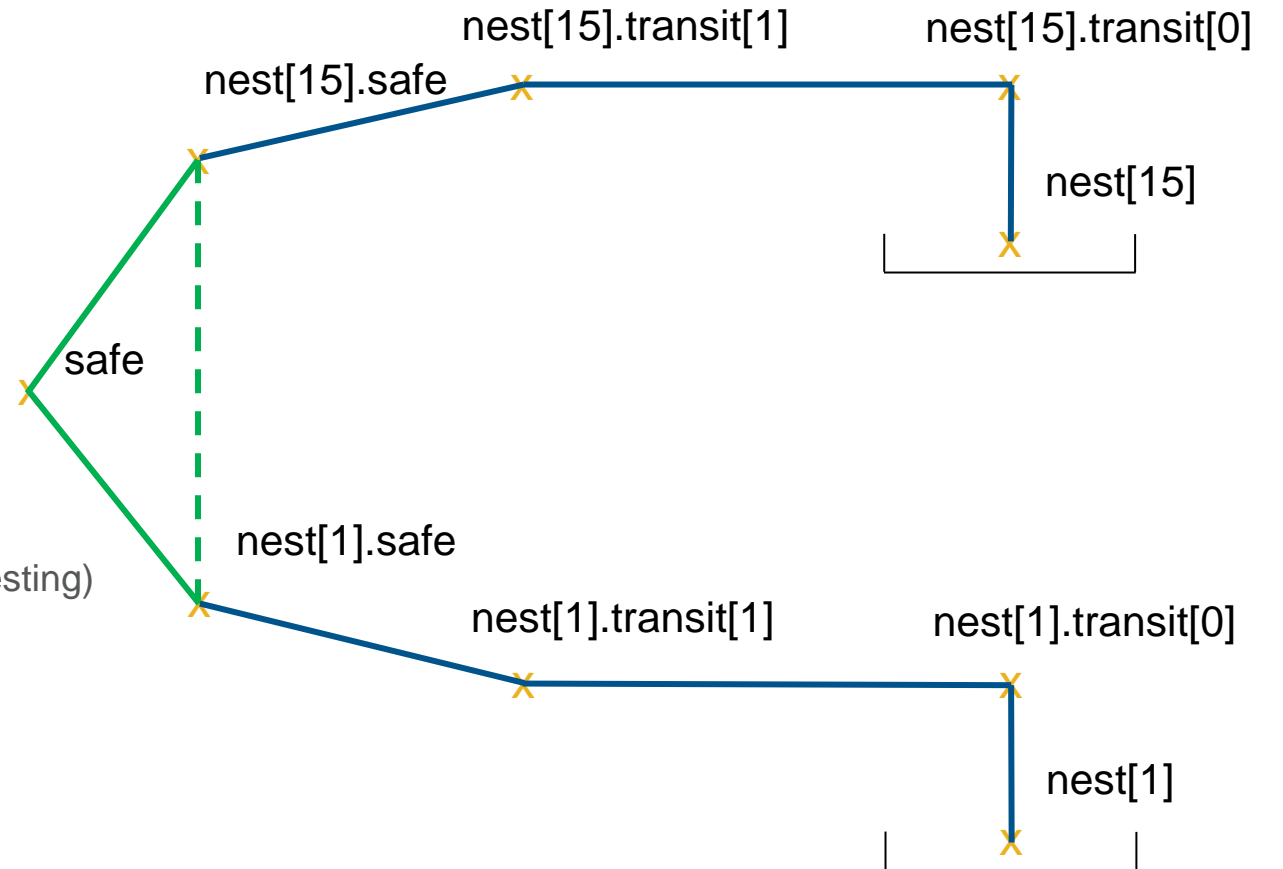 nest[15].transit[1]
nest[15].transit[0]
nest[15].safe
nest[15]
safe
nest[1].safe
esting)
nest[1].transit[1]
nest[1].transit[0]
nest[1]